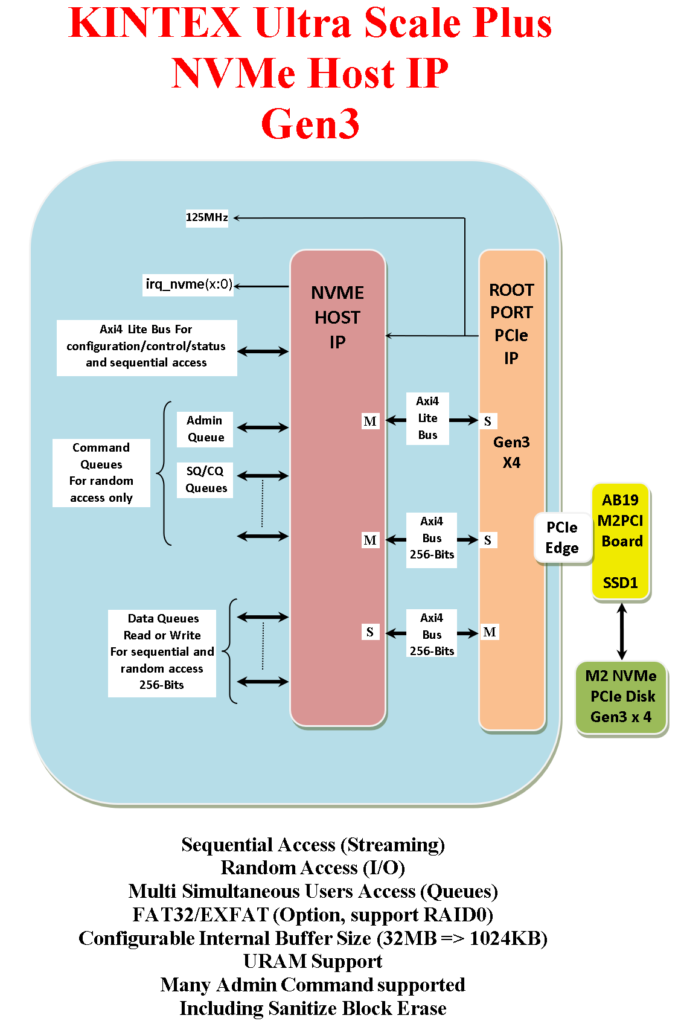 KINTEX Ultra Scale Plus
NVMe Host IP
Gen3
125MHz
irq_nvme(x:0)
Axi4 Lite Bus For
configuration/control/status
and sequential access
Command
Queues
For random
access only
Admin
Queue
SQ/CQ
Queues
Data Queues
Read or Write
For sequential and
random access
256-Bits
NVME
HOST
IP
M
M
S
Axi4
Lite
Bus
Axi4
Bus
256-Bits
Axi4
Bus
256-Bits
ROOT
PORT
PCIe
IP
Gen3
X4
S
S
M
PCIe
Edge
AB19
M2PCI
Board
SSD1
M2 NVMe
PCIe Disk
Gen3 x 4
Sequential Access (Streaming)
Random Access (I/O)
Multi Simultaneous Users Access (Queues)
FAT32/EXFAT (Option, support RAID0)
Configurable Internal Buffer Size (32MB => 1024KB)
URAM Support
Many Admin Command supported
Including Sanitize Block Erase